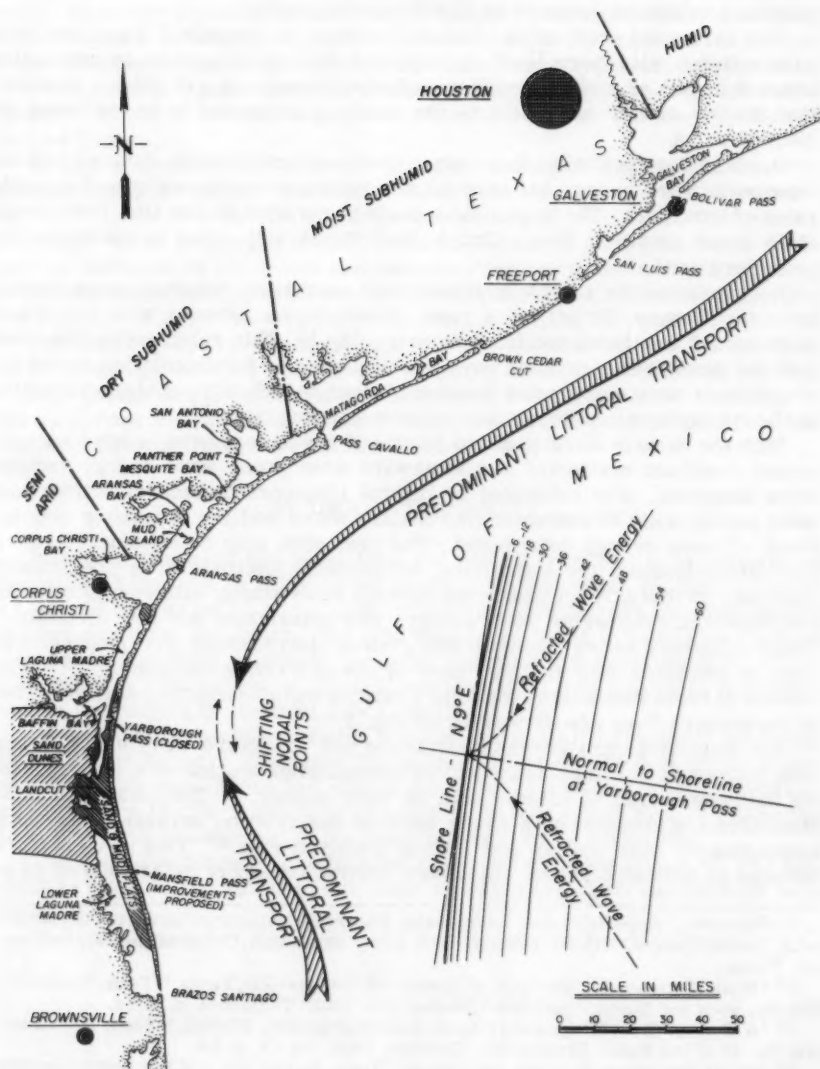 HUMID
HOUSTON
N
MOIST SUBHUMID
COASTAL TEXAS
GALVESTON BAY
GALVESTON
BOLIVAR PASS
SAN LUIS PASS
FREEPORT
DRY SUBHUMID
BROWN CEDAR CUT
MATAGORDA BAY
SAN ANTONIO BAY
PASS CAVALLO
PREDOMINANT LITTORAL TRANSPORT
PANTHER POINT
MESQUITE BAY
ARANSAS BAY
SEMI ARID
MUD ISLAND
CORPUS CHRISTI BAY
ARANSAS PASS
CORPUS CHRISTI
GULF OF MEXICO
-6
-12
-18
-30
-36
-42
-48
-54
-60
Refracted Wave Energy
UPPER LAGUNA MADRE
BAFFIN BAY
YARBOROUGH PASS (CLOSED)
SHIFTING NODAL POINTS
SAND DUNES
LANDCUT
Shore Line - N 9° E
Normal to Shoreline
at Yarborough Pass
Refracted Wave Energy
FLATS
MANSFIELD PASS
(IMPROVEMENTS PROPOSED)
PREDOMINANT LITTORAL TRANSPORT
LOWER LAGUNA MADRE
BRAZOS SANTIAGO
BROWNSVILLE
SCALE IN MILES
0 10 20 30 40 50